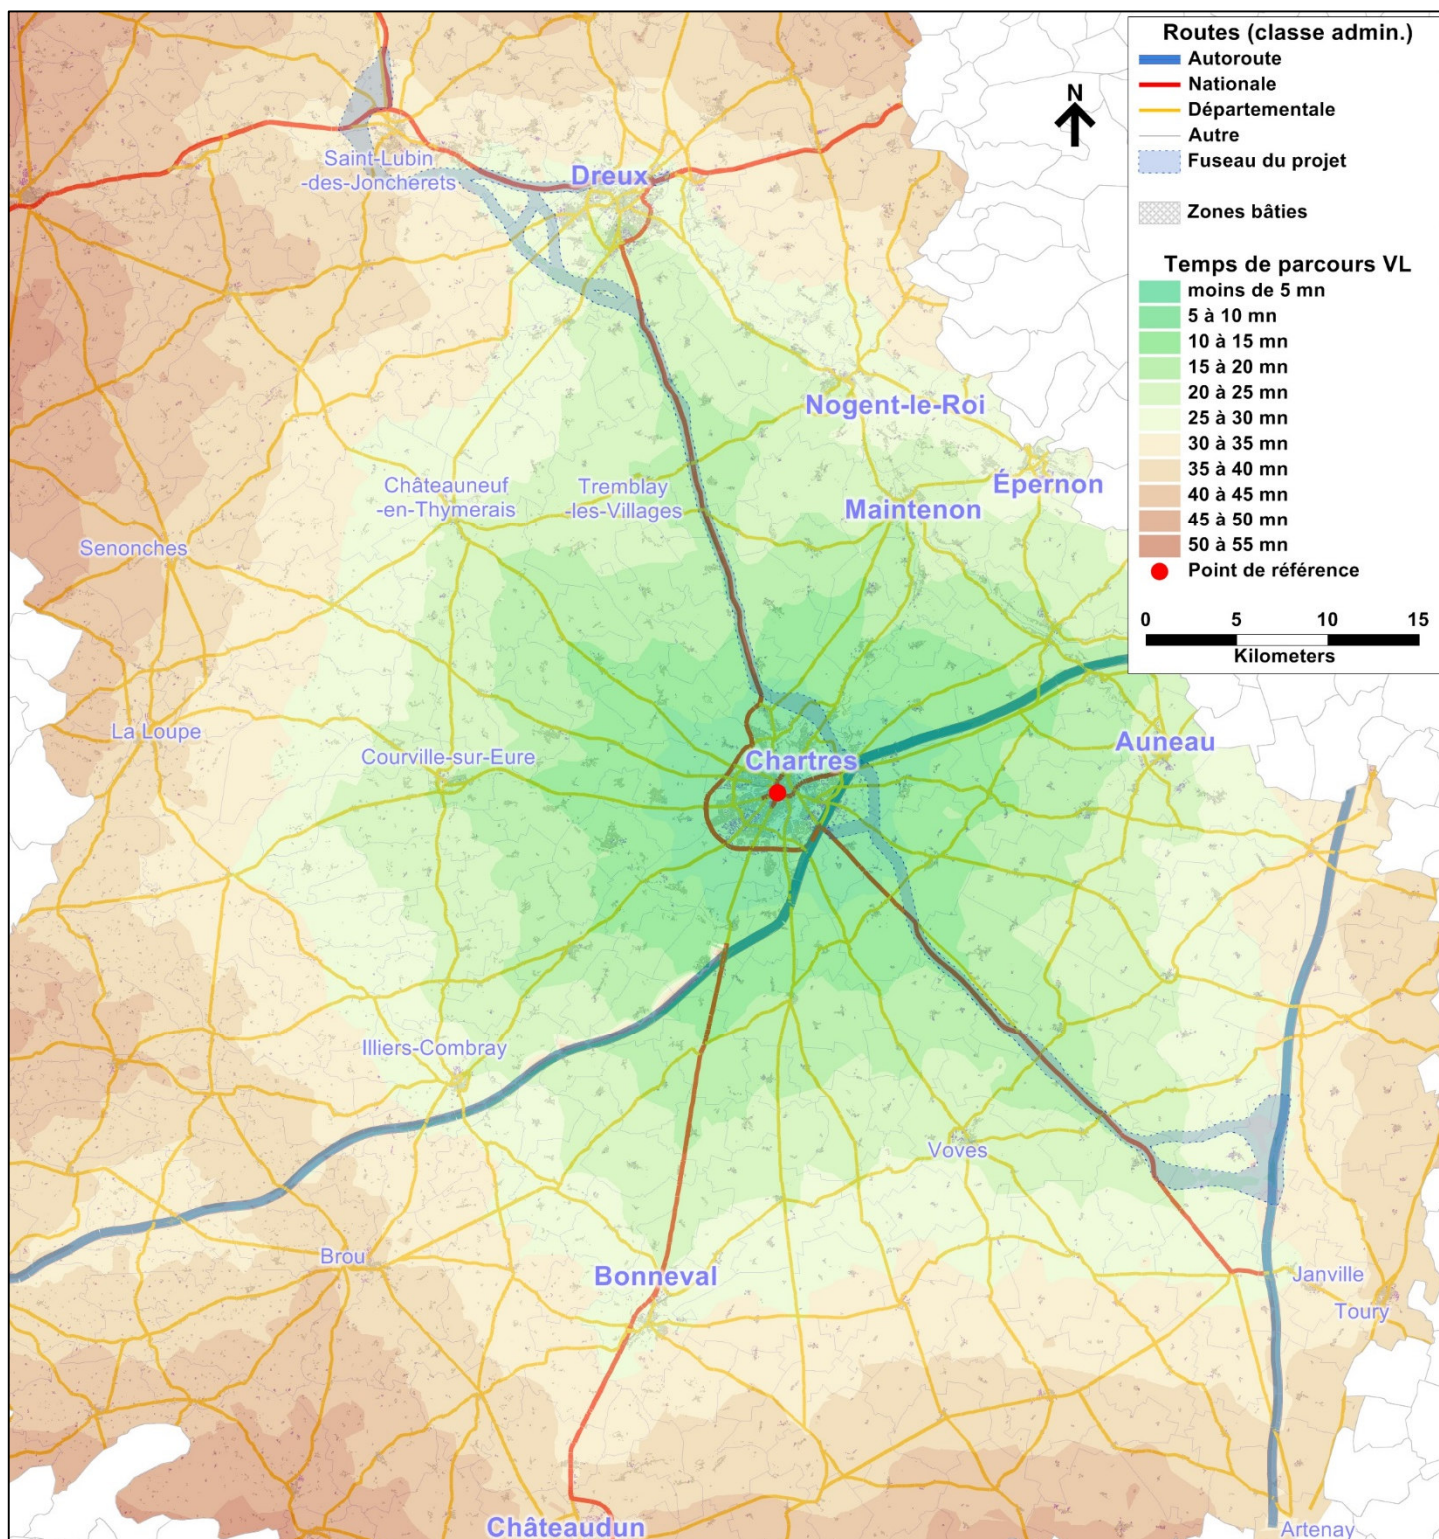 Routes (classe admin.)
Autoroute
Nationale
Départementale
Autre
Fuseau du projet
Zones bâties
Temps de parcours VL
moins de 5 mn
5 à 10 mn
10 à 15 mn
15 à 20 mn
20 à 25 mn
25 à 30 mn
30 à 35 mn
35 à 40 mn
40 à 45 mn
45 à 50 mn
50 à 55 mn
Point de référence
0 5 10 15
Kilometers
N
Saint-Lubin
-des-Joncherets
Dreux
Nogent-le-Roi
Épernon
Châteauneuf
-en-Thymerais
Tremblay
-les-Villages
Maintenon
Senonches
La Loupe
Courville-sur-Eure
Chartres
Auneau
Illiers-Combray
Voves
Brou
Bonneval
Janville
Toury
Châteaudun
Artenay